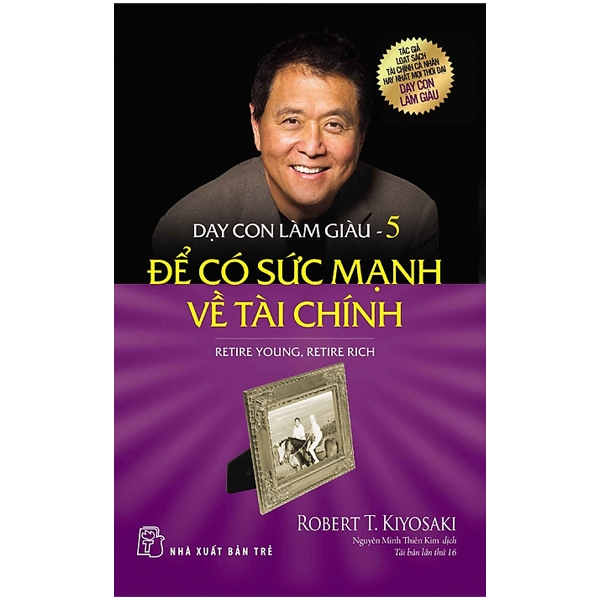 TÁC GIẢ
LOẠT SÁCH
TÀI CHÍNH CÁ NHÂN
HAY NHẤT MỌI THỜI ĐẠI
DẠY CON
LÀM GIÀU
DẠY CON LÀM GIÀU - 5
ĐỂ CÓ SỨC MẠNH
VỀ TÀI CHÍNH
RETIRE YOUNG, RETIRE RICH
ROBERT T. KIYOSAKI
Nguyên Minh Thiên Kim dịch
Tái bản lần thứ 16
NHÀ XUẤT BẢN TRẺ